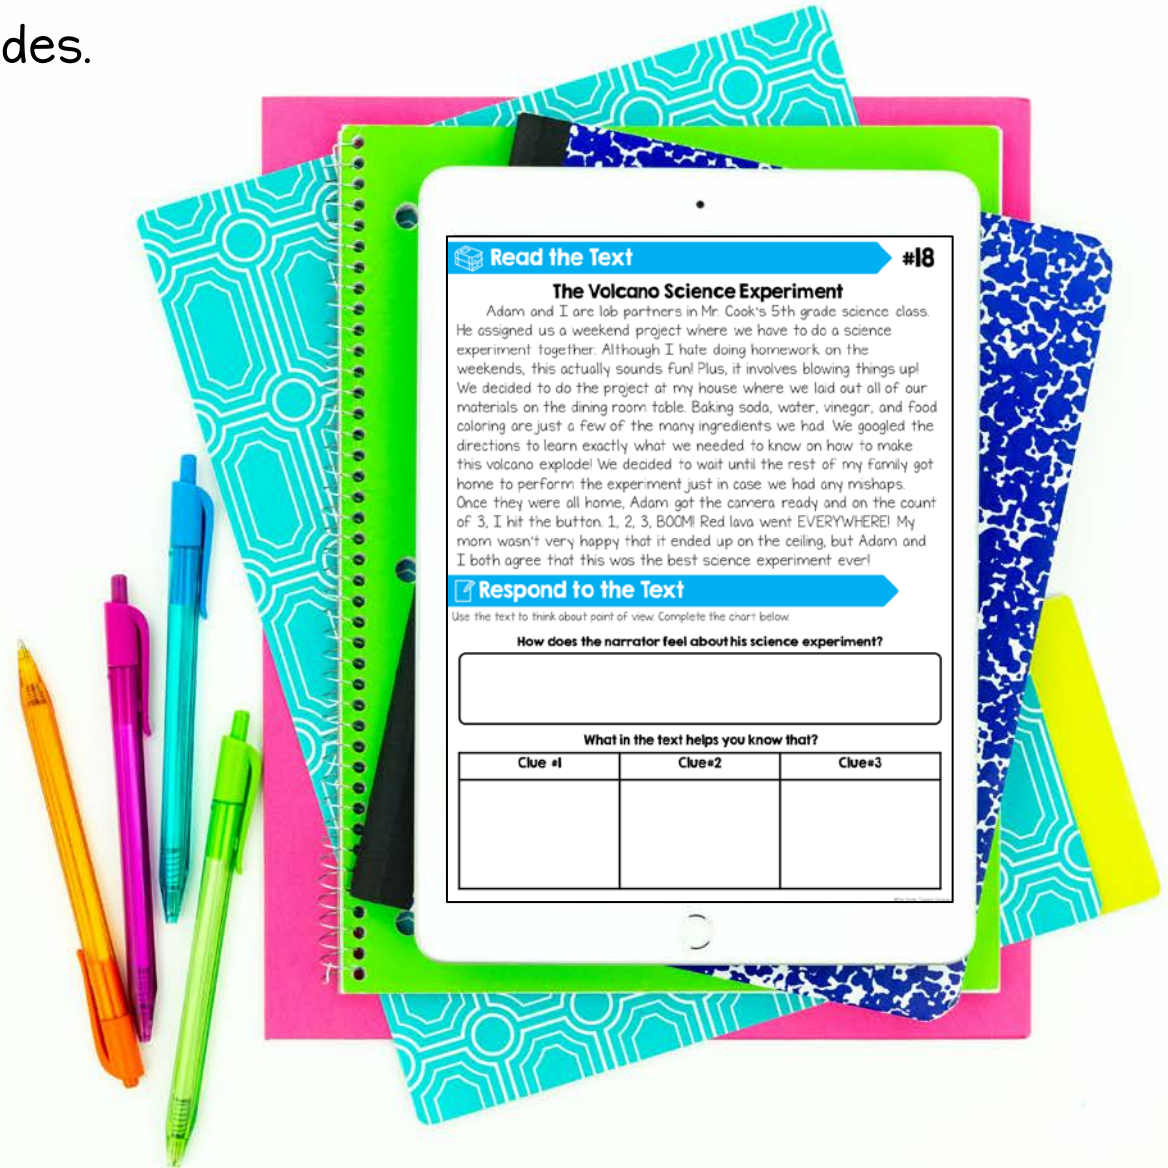 des.
Read the Text
#18
The Volcano Science Experiment
Adam and I are lab partners in Mr. Cook's 5th grade science class.
He assigned us a weekend project where we have to do a science
experiment together. Although I hate doing homework on the
weekends, this actually sounds fun! Plus, it involves blowing things up!
We decided to do the project at my house where we laid out all of our
materials on the dining room table. Baking soda, water, vinegar, and food
coloring are just a few of the many ingredients we had. We googled the
directions to learn exactly what we needed to know on how to make
this volcano explode! We decided to wait until the rest of my family got
home to perform the experiment just in case we had any mishaps.
Once they were all home, Adam got the camera ready and on the count
of 3, I hit the button. 1, 2, 3, BOOM! Red lava went EVERYWHERE! My
mom wasn't very happy that it ended up on the ceiling, but Adam and
I both agree that this was the best science experiment ever!
Respond to the Text
Use the text to think about point of view. Complete the chart below.
How does the narrator feel about his science experiment?
What in the text helps you know that?
Clue #1
Clue#2
Clue#3